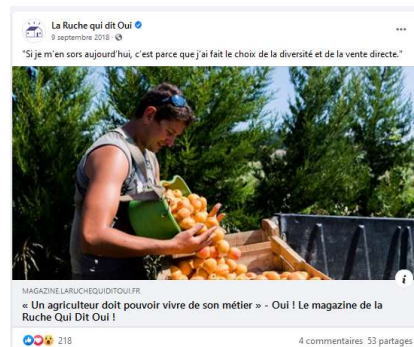 La Ruche qui dit Oui
9 septembre 2018 ·
"Si je m'en sors aujourd'hui, c'est parce que j'ai fait le choix de la diversité et de la vente directe."
MAGAZINE.LARUCHEQUIDITOUI.FR
« Un agriculteur doit pouvoir vivre de son métier » - Oui ! Le magazine de la
Ruche Qui Dit Oui !
218
4 commentaires 53 partages